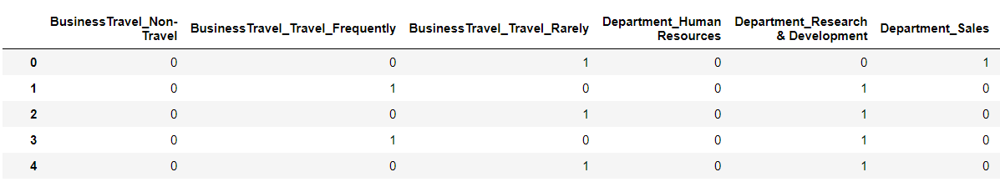 BusinessTravel_Non-Travel BusinessTravel_Travel_Frequently BusinessTravel_Travel_Rarely Department_Human Resources Department_Research & Development Department_Sales
0 0 0 1 0 0 1
1 0 1 0 0 1 0
2 0 0 1 0 1 0
3 0 1 0 0 1 0
4 0 0 1 0 1 0